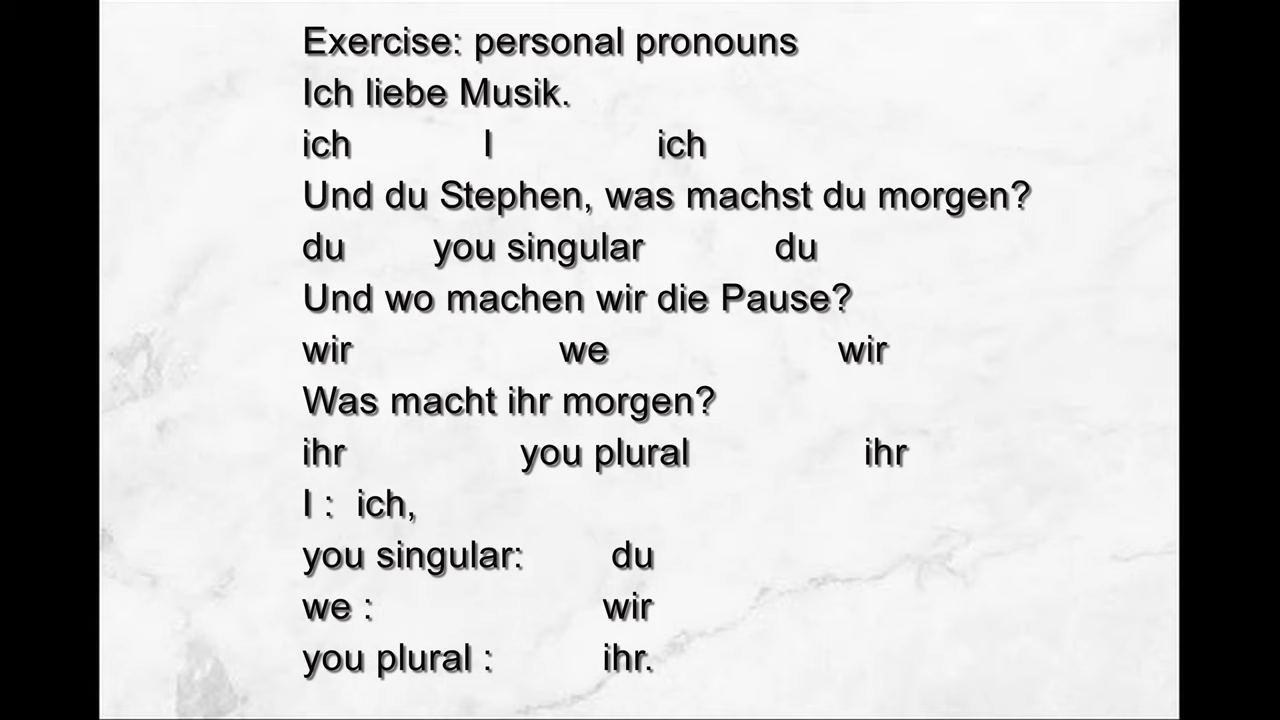 Exercise: personal pronouns
Ich liebe Musik.
ich I ich
Und du Stephen, was machst du morgen?
du you singular du
Und wo machen wir die Pause?
wir we wir
Was macht ihr morgen?
ihr you plural ihr
I : ich,
you singular: du
we : wir
you plural : ihr.